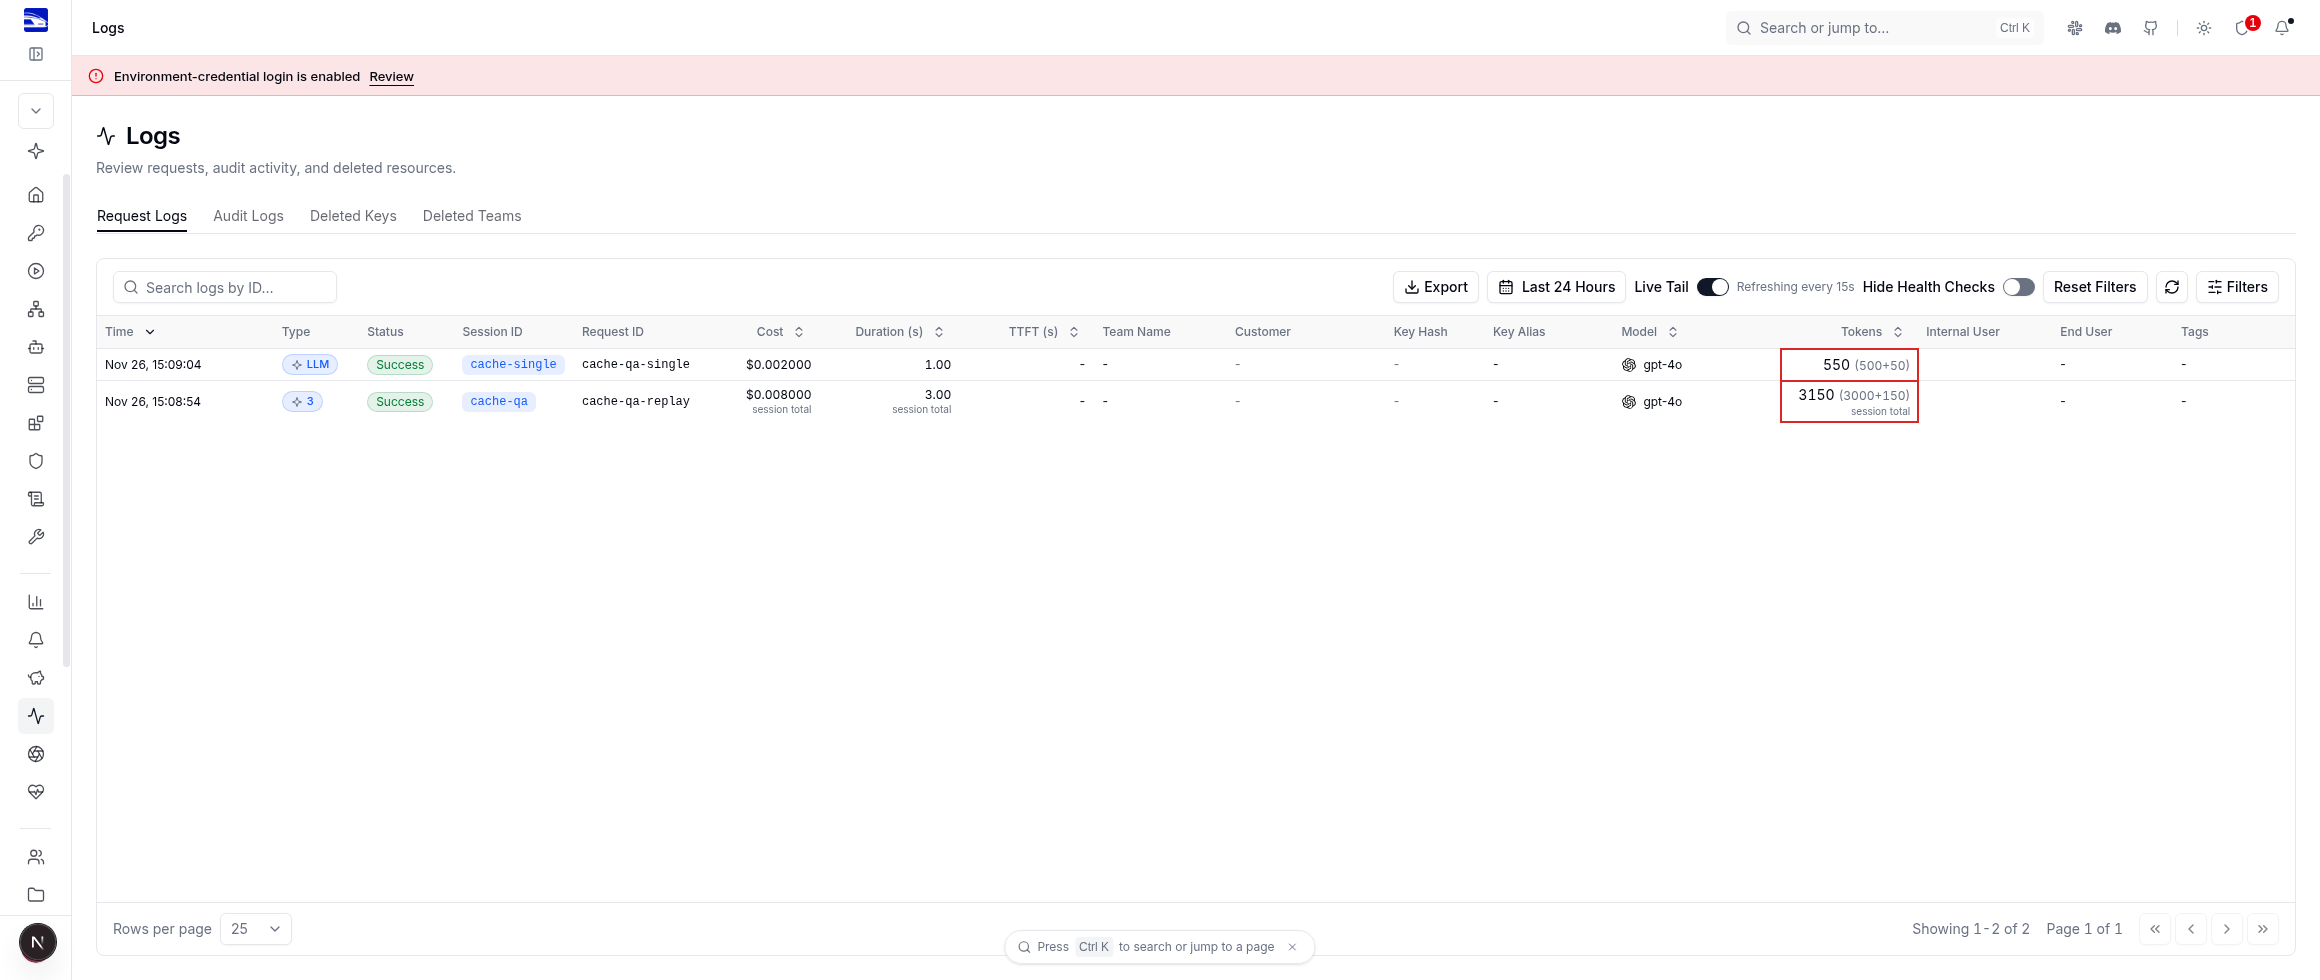 Logs
Search or jump to... Ctrl K
1
Environment-credential login is enabled Review
Logs
Review requests, audit activity, and deleted resources.
Request Logs Audit Logs Deleted Keys Deleted Teams
Search logs by ID... Export Last 24 Hours Live Tail Refreshing every 15s Hide Health Checks Reset Filters Filters
Time Type Status Session ID Request ID Cost Duration (s) TTFT (s) Team Name Customer Key Hash Key Alias Model Tokens Internal User End User Tags
Nov 26, 15:09:04 LLM Success cache-single cache-qa-single $0.002000 1.00 - - - - - gpt-4o 550 (500+50) - -
Nov 26, 15:08:54 3 Success cache-qa cache-qa-replay $0.008000 3.00 - - - - - gpt-4o 3150 (3000+150) - -
session total session total session total
Rows per page 25 Showing 1-2 of 2 Page 1 of 1
Press Ctrl K to search or jump to a page
N